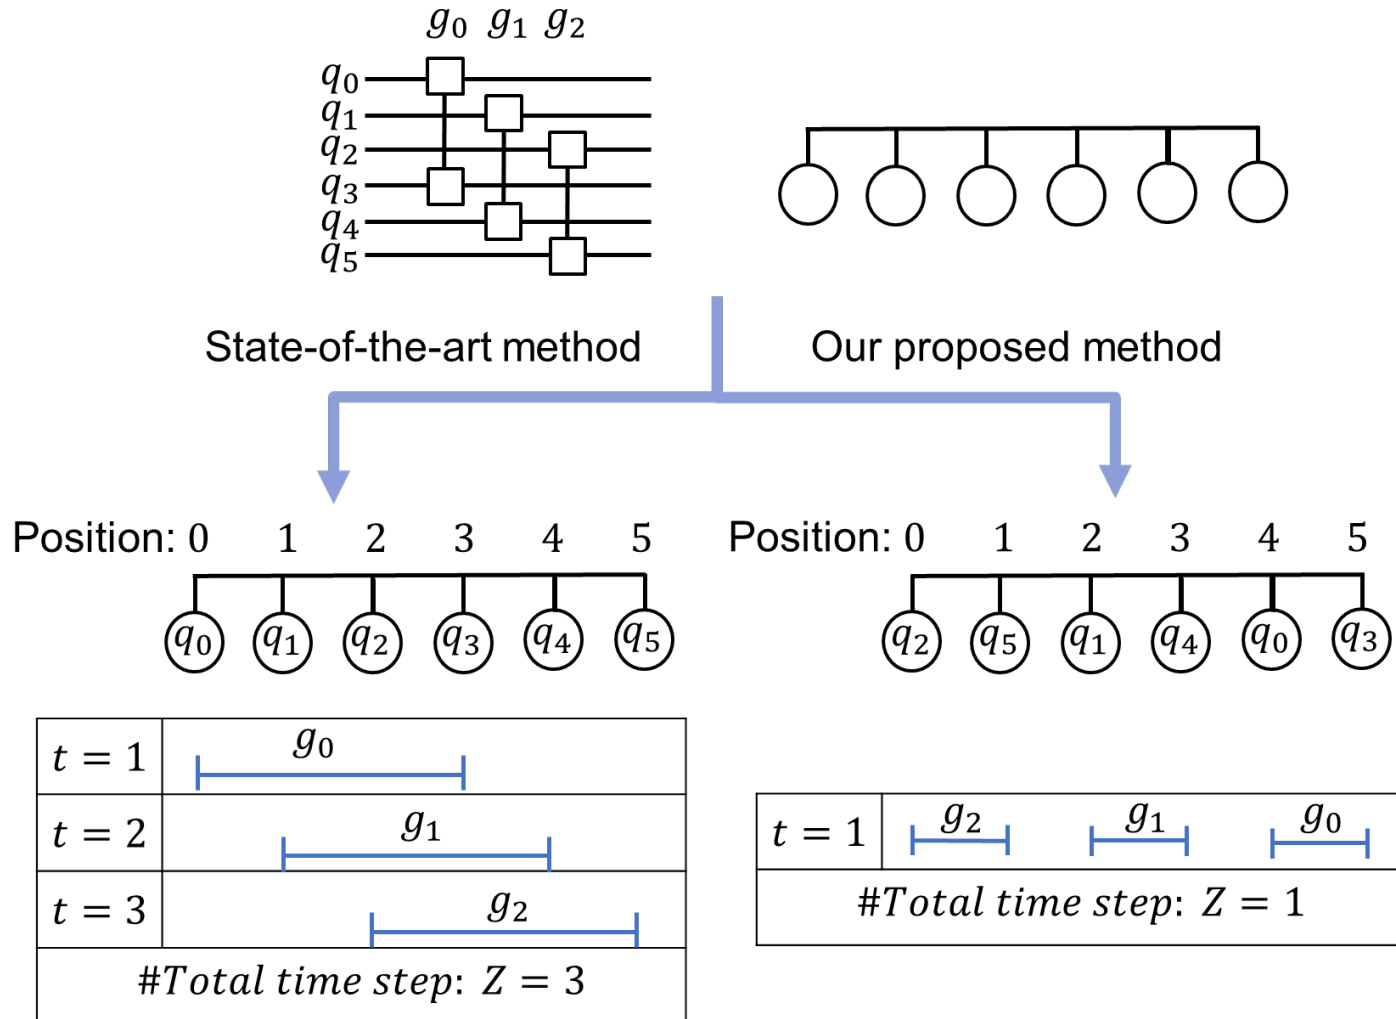 g₀ g₁ g₂
q₀
q₁
q₂
q₃
q₄
q₅
State-of-the-art method
Our proposed method
Position: 0 1 2 3 4 5
q₀ q₁ q₂ q₃ q₄ q₅
t = 1 g₀
t = 2 g₁
t = 3 g₂
#Total time step: Z = 3
Position: 0 1 2 3 4 5
q₂ q₅ q₁ q₄ q₀ q₃
t = 1 g₂ g₁ g₀
#Total time step: Z = 1